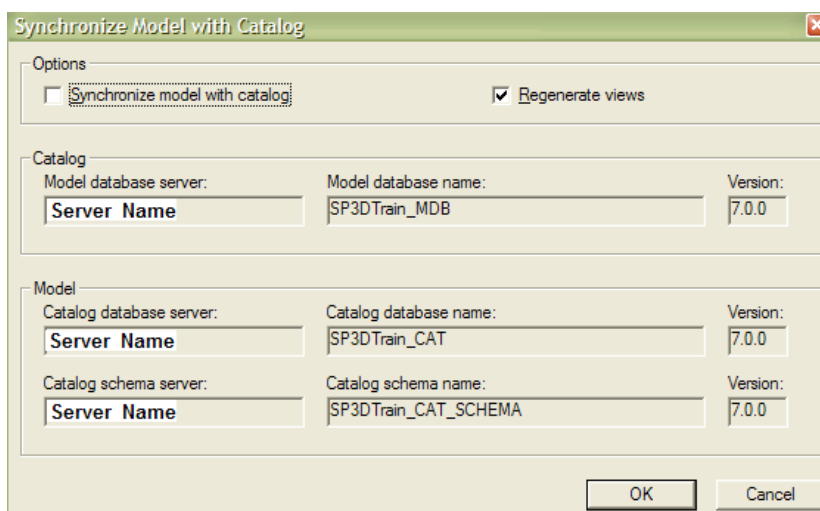 Synchronize Model with Catalog
Options
Synchronize model with catalog
Regenerate views
Catalog
Model database server: Model database name: Version:
Server Name SP3DTrain_MDB 7.0.0
Model
Catalog database server: Catalog database name: Version:
Server Name SP3DTrain_CAT 7.0.0
Catalog schema server: Catalog schema name: Version:
Server Name SP3DTrain_CAT_SCHEMA 7.0.0
OK Cancel